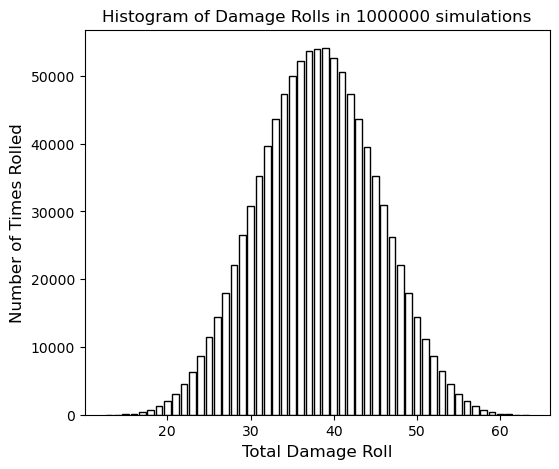 Histogram of Damage Rolls in 1000000 simulations
Number of Times Rolled
50000
40000
30000
20000
10000
0
20 30 40 50 60
Total Damage Roll